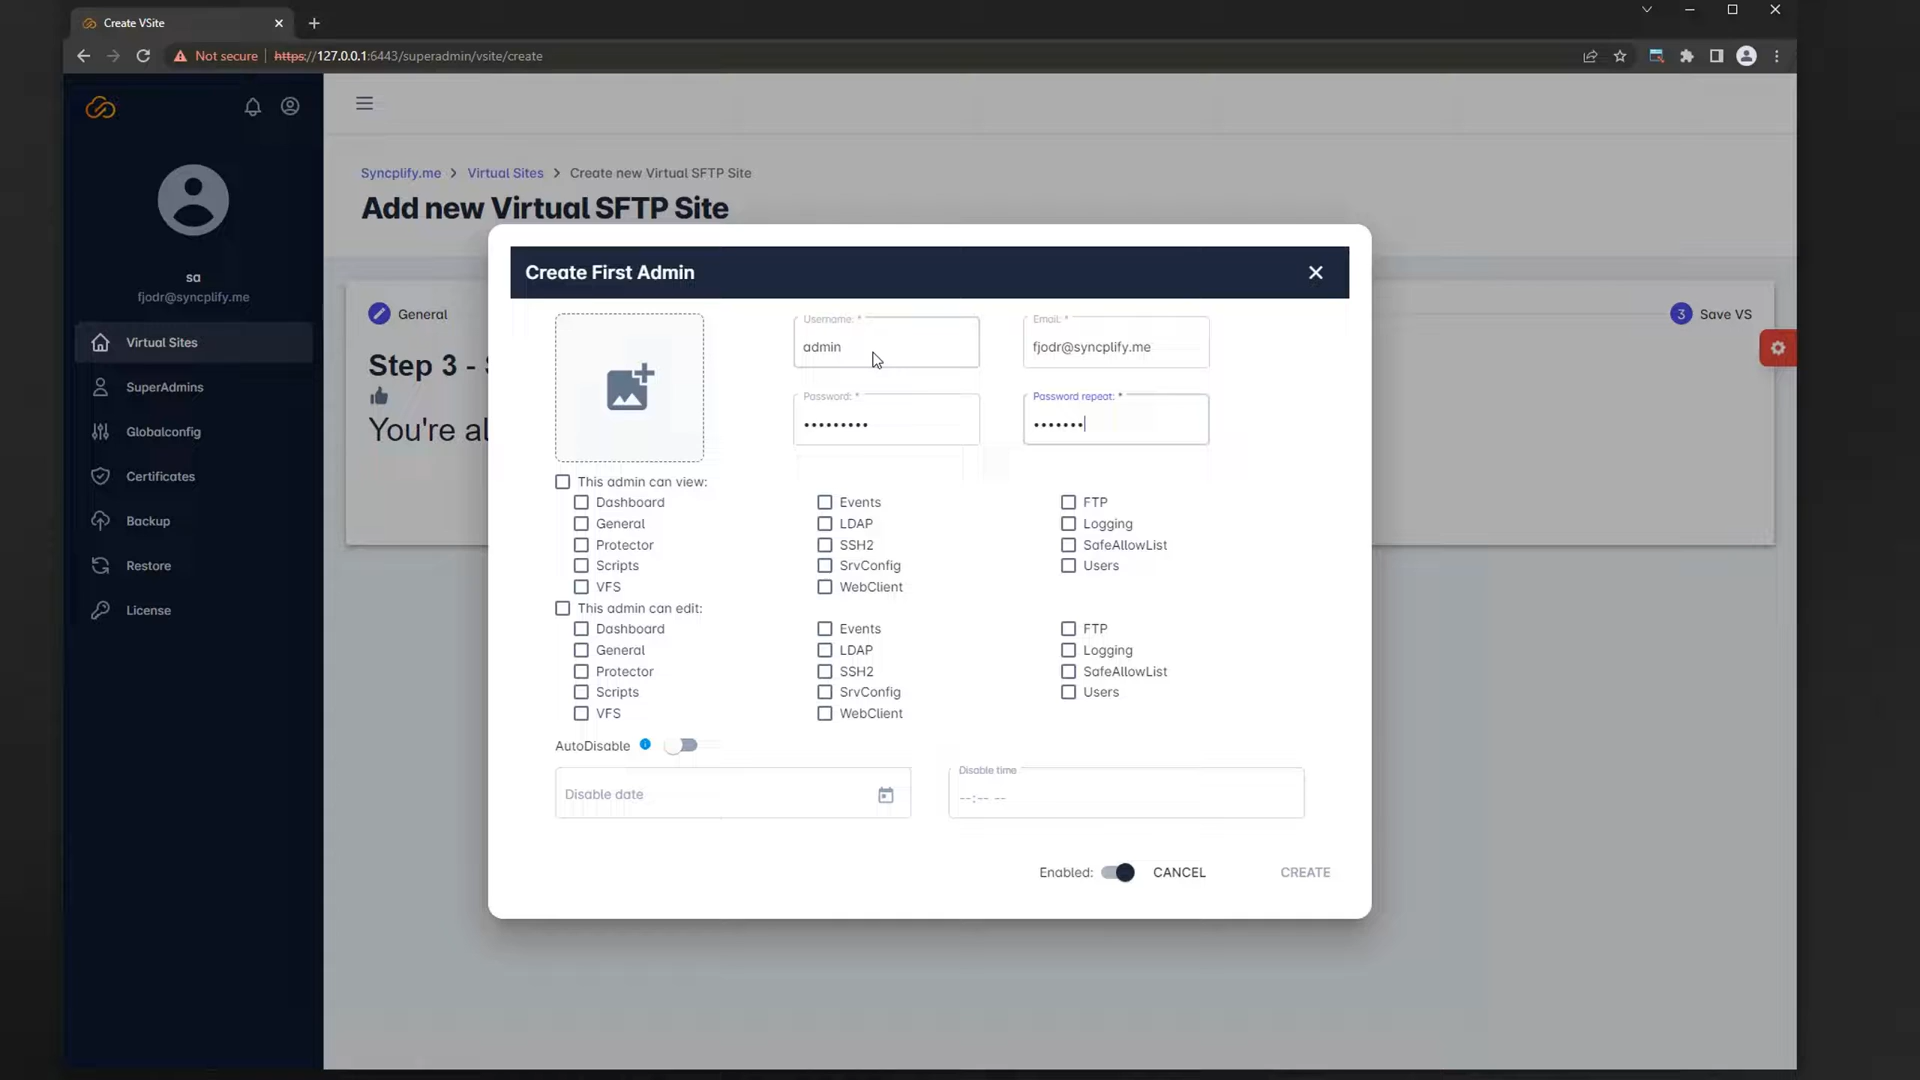 Create VSite
Not secure https://127.0.0.1:6443/superadmin/vsite/create
sa
fjodr@syncplify.me
Virtual Sites
SuperAdmins
Globalconfig
Certificates
Backup
Restore
License
Syncplify.me > Virtual Sites > Create new Virtual SFTP Site
Add new Virtual SFTP Site
General
3 Save VS
Step 3 -
You're al
Create First Admin
Username: *
admin
Email: *
fjodr@syncplify.me
Password: *
•••••••••
Password repeat: *
•••••••
This admin can view:
Dashboard Events FTP
General LDAP Logging
Protector SSH2 SafeAllowList
Scripts SrvConfig Users
VFS WebClient
This admin can edit:
Dashboard Events FTP
General LDAP Logging
Protector SSH2 SafeAllowList
Scripts SrvConfig Users
VFS WebClient
AutoDisable
Disable date
Disable time
--:-- --
Enabled: CANCEL CREATE